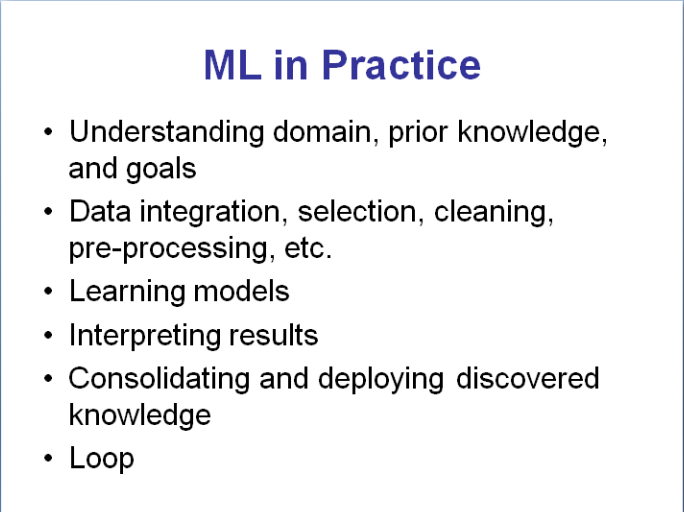 ML in Practice
• Understanding domain, prior knowledge,
and goals
• Data integration, selection, cleaning,
pre-processing, etc.
• Learning models
• Interpreting results
• Consolidating and deploying discovered
knowledge
• Loop